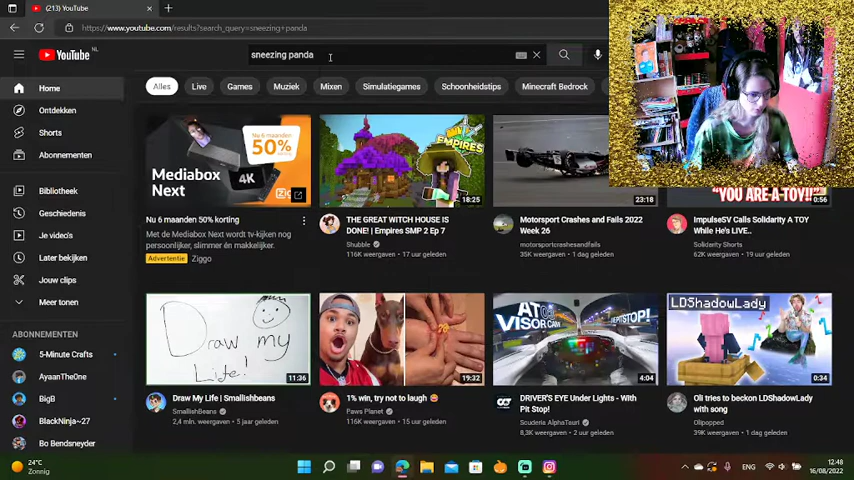 (213) YouTube
https://www.youtube.com/results?search_query=sneezing+panda
YouTube NL
sneezing panda
Home
Ontdekken
Shorts
Abonnementen
Bibliotheek
Geschiedenis
Je video's
Later bekijken
Jouw clips
Meer tonen
ABONNEMENTEN
5-Minute Crafts
AyaanTheOne
BigB
BlackNinja~27
Bo Bendsneyder
Alles
Live
Games
Muziek
Mixen
Simulatiegames
Schoonheidstips
Minecraft Bedrock
Nu 6 maanden
50%
korting
Mediabox
Next
4K
Nu 6 maanden 50% korting
Met de Mediabox Next wordt tv-kijken nog
persoonlijker, slimmer én makkelijker.
Advertentie Ziggo
EMPIRES
18:25
THE GREAT WITCH HOUSE IS
DONE! | Empires SMP 2 Ep 7
Shubble
116K weergaven • 17 uur geleden
23:18
Motorsport Crashes and Fails 2022
Week 26
motorsportcrashesandfails
35K weergaven • 1 dag geleden
"YOU ARE A TOY!!"
0:56
ImpulseSV Calls Solidarity A TOY
While He's LIVE..
Solidarity Shorts
62K weergaven • 19 uur geleden
Draw my
Life!
11:36
Draw My Life | Smallishbeans
SmallishBeans
2,4 mln. weergaven • 5 jaar geleden
19:32
1% win, try not to laugh
Paws Planet
116K weergaven • 15 uur geleden
AT
VISOR CAM
PITSTOP!
4:04
DRIVER'S EYE Under Lights - With
Pit Stop!
Scuderia AlphaTauri
8,3K weergaven • 2 uur geleden
LDShadowLady
0:34
Oli tries to beckon LDShadowLady
with song
Olipopped
39K weergaven • 1 dag geleden
24°C
Zonnig
ENG
12:48
16/08/2022